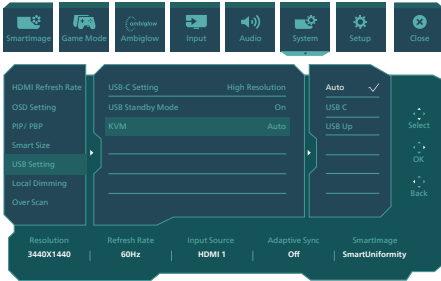 ambiglow
SmartImage
Game Mode
Ambiglow
Input
Audio
System
Setup
Close
HDMI Refresh Rate
OSD Setting
PIP/ PBP
Smart Size
USB Setting
Local Dimming
Over Scan
USB-C Setting High Resolution
USB Standby Mode On
KVM Auto
Auto
USB C
USB Up
Select
OK
Back
Resolution Refresh Rate Input Source Adaptive Sync SmartImage
3440X1440 | 60Hz | HDMI 1 | Off | SmartUniformity